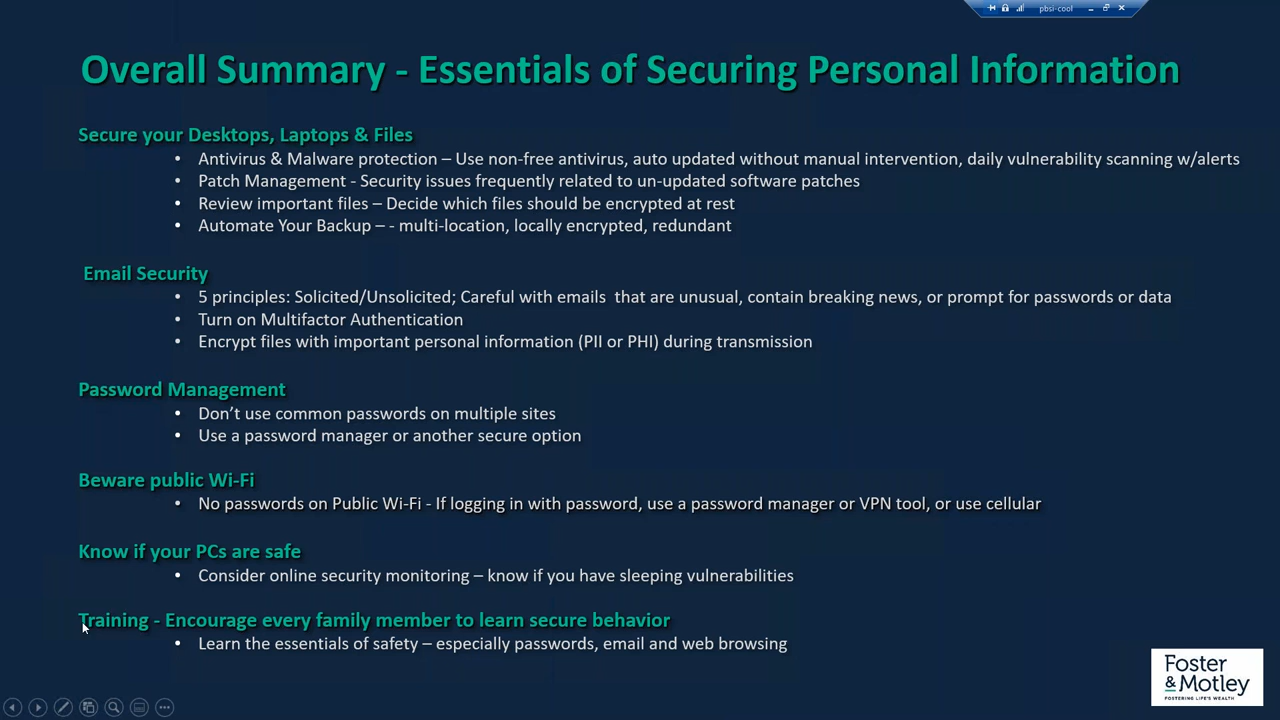 pbsi-cool
Overall Summary - Essentials of Securing Personal Information
Secure your Desktops, Laptops & Files
• Antivirus & Malware protection – Use non-free antivirus, auto updated without manual intervention, daily vulnerability scanning w/alerts
• Patch Management - Security issues frequently related to un-updated software patches
• Review important files – Decide which files should be encrypted at rest
• Automate Your Backup – - multi-location, locally encrypted, redundant
Email Security
• 5 principles: Solicited/Unsolicited; Careful with emails  that are unusual, contain breaking news, or prompt for passwords or data
• Turn on Multifactor Authentication
• Encrypt files with important personal information (PII or PHI) during transmission
Password Management
• Don’t use common passwords on multiple sites
• Use a password manager or another secure option
Beware public Wi-Fi
• No passwords on Public Wi-Fi - If logging in with password, use a password manager or VPN tool, or use cellular
Know if your PCs are safe
• Consider online security monitoring – know if you have sleeping vulnerabilities
Training - Encourage every family member to learn secure behavior
• Learn the essentials of safety – especially passwords, email and web browsing
Foster
& Motley
FOSTERING LIFE'S WEALTH